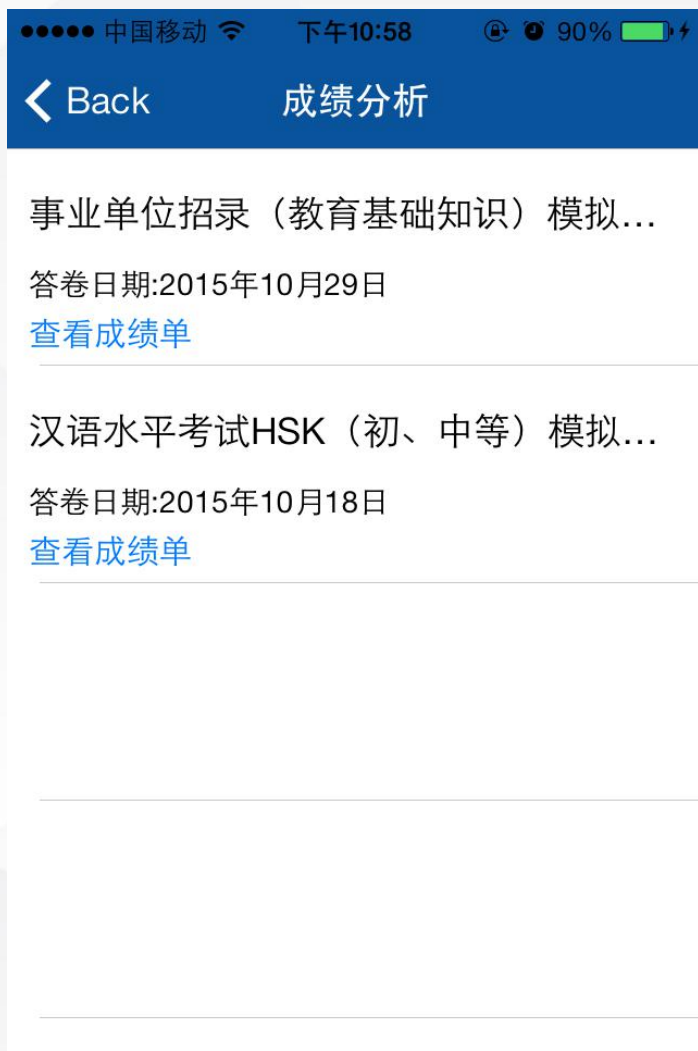 中国移动 下午10:58 90%
Back 成绩分析
事业单位招录（教育基础知识）模拟...
答卷日期:2015年10月29日
查看成绩单
汉语水平考试HSK（初、中等）模拟...
答卷日期:2015年10月18日
查看成绩单